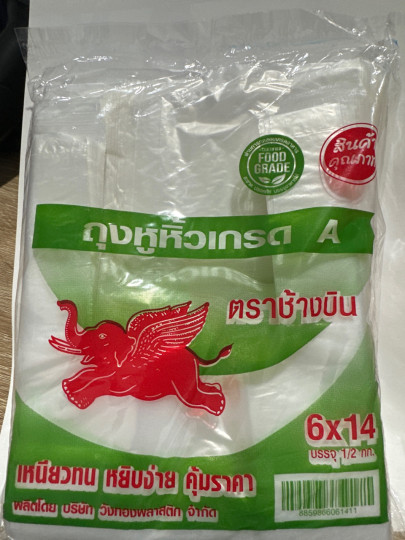 FOOD
GRADE
สินค้า
คุณภาพ
ถุงหูหิ้วเกรด A
ตราช้างบิน
6x14
บรรจุ 1/2 กก.
เหนียวทน หยิบง่าย คุ้มราคา
ผลิตโดย บริษัท วังทองพลาสติก จำกัด
8859866061411